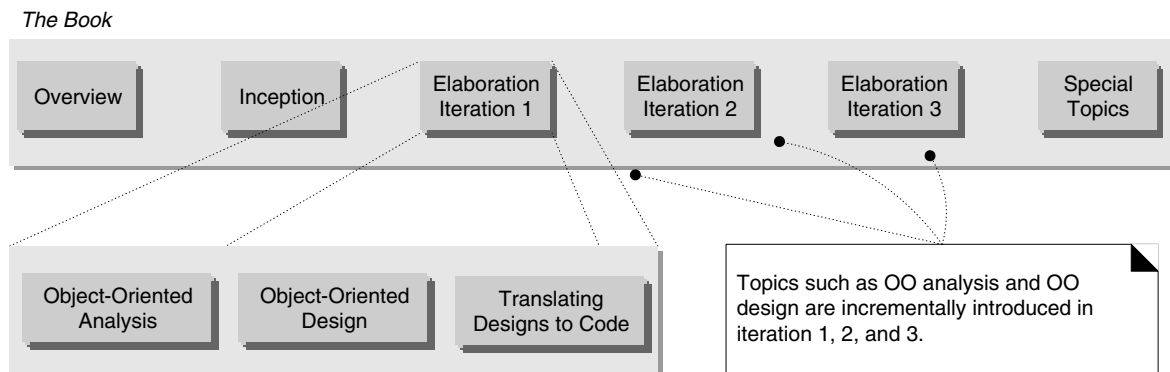 The Book
Overview
Inception
Elaboration
Iteration 1
Elaboration
Iteration 2
Elaboration
Iteration 3
Special
Topics
Object-Oriented
Analysis
Object-Oriented
Design
Translating
Designs to Code
Topics such as OO analysis and OO
design are incrementally introduced in
iteration 1, 2, and 3.